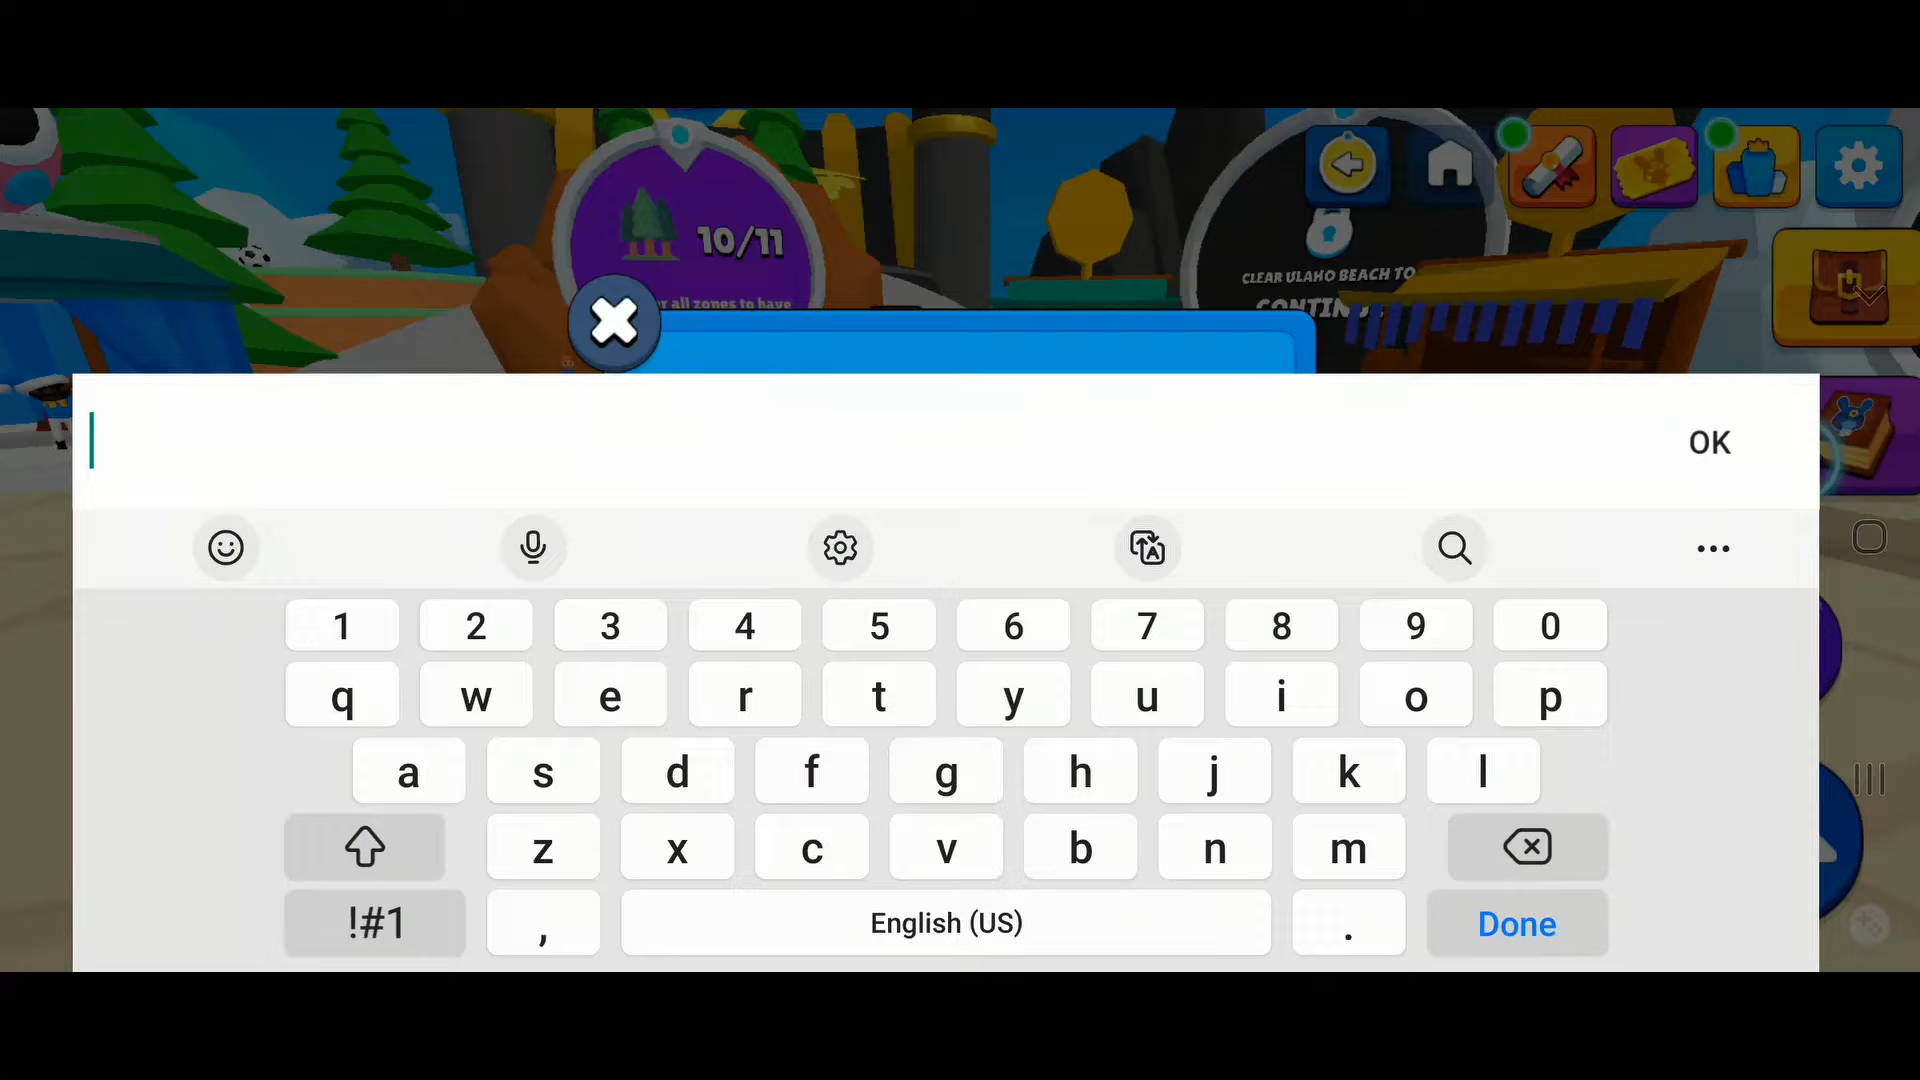 10/11
r all zones to have
CLEAR ULAHO BEACH TO
CONTINUE
OK
1 2 3 4 5 6 7 8 9 0
q w e r t y u i o p
a s d f g h j k l
z x c v b n m
!#1 , English (US) . Done